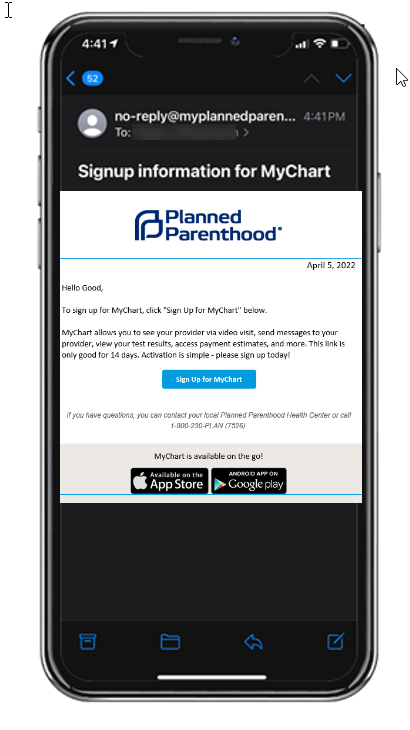 4:41
52
no-reply@myplannedparen... 4:41PM
To:
Signup information for MyChart
Planned
Parenthood®
April 5, 2022
Hello Good,
To sign up for MyChart, click "Sign Up for MyChart" below.
MyChart allows you to see your provider via video visit, send messages to your
provider, view your test results, access payment estimates, and more. This link is
only good for 14 days. Activation is simple - please sign up today!
Sign Up for MyChart
If you have questions, you can contact your local Planned Parenthood Health Center or call
1-800-230-PLAN (7526)
MyChart is available on the go!
Available on the
App Store
ANDROID APP ON
Google play